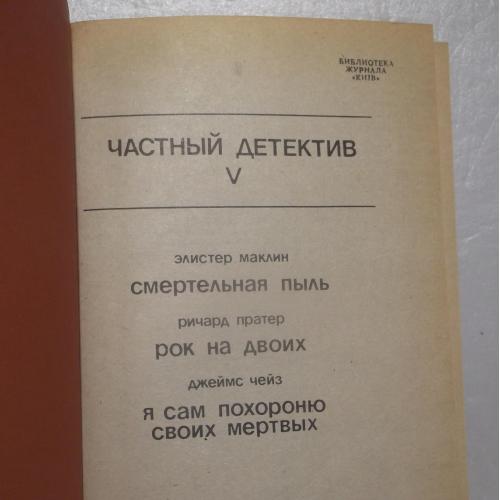 БИБЛИОТЕКА
ЖУРНАЛА
«КИЇВ»
ЧАСТНЫЙ ДЕТЕКТИВ
V
ЭЛИСТЕР МАКЛИН
СМЕРТЕЛЬНАЯ ПЫЛЬ
РИЧАРД ПРАТЕР
РОК НА ДВОИХ
ДЖЕЙМС ЧЕЙЗ
Я САМ ПОХОРОНЮ
СВОИХ МЕРТВЫХ